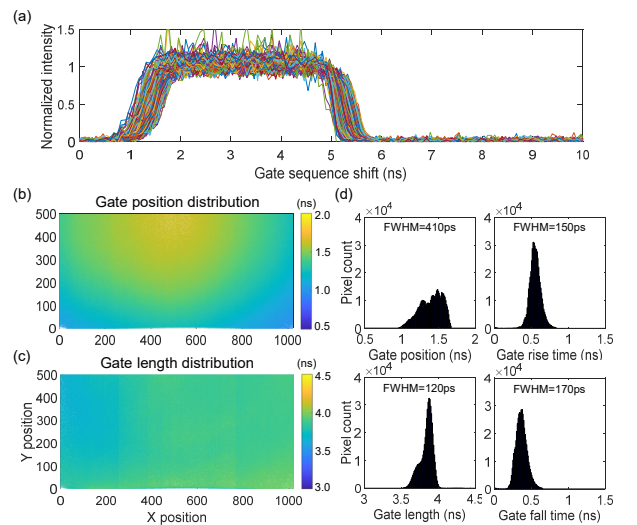 (a)
1.5
1
0.5
0
Normalized intensity
0 1 2 3 4 5 6 7 8 9 10
Gate sequence shift (ns)
(b)
Gate position distribution
(ns)
500
400
300
200
100
0
0 200 400 600 800 1000
2.0
1.5
1.0
0.5
(c)
Gate length distribution
(ns)
500
400
300
200
100
0
Y position
0 200 400 600 800 1000
X position
4.5
4.0
3.5
3.0
(d)
×10⁴
4
3
2
1
0
Pixel count
FWHM=410ps
0 0.5 1 1.5 2
Gate position (ns)
×10⁴
4
3
2
1
0
FWHM=150ps
0 0.5 1 1.5
Gate rise time (ns)
×10⁴
4
3
2
1
0
Pixel count
FWHM=120ps
3 3.5 4 4.5 5
Gate length (ns)
×10⁴
4
3
2
1
0
FWHM=170ps
0 0.5 1 1.5
Gate fall time (ns)